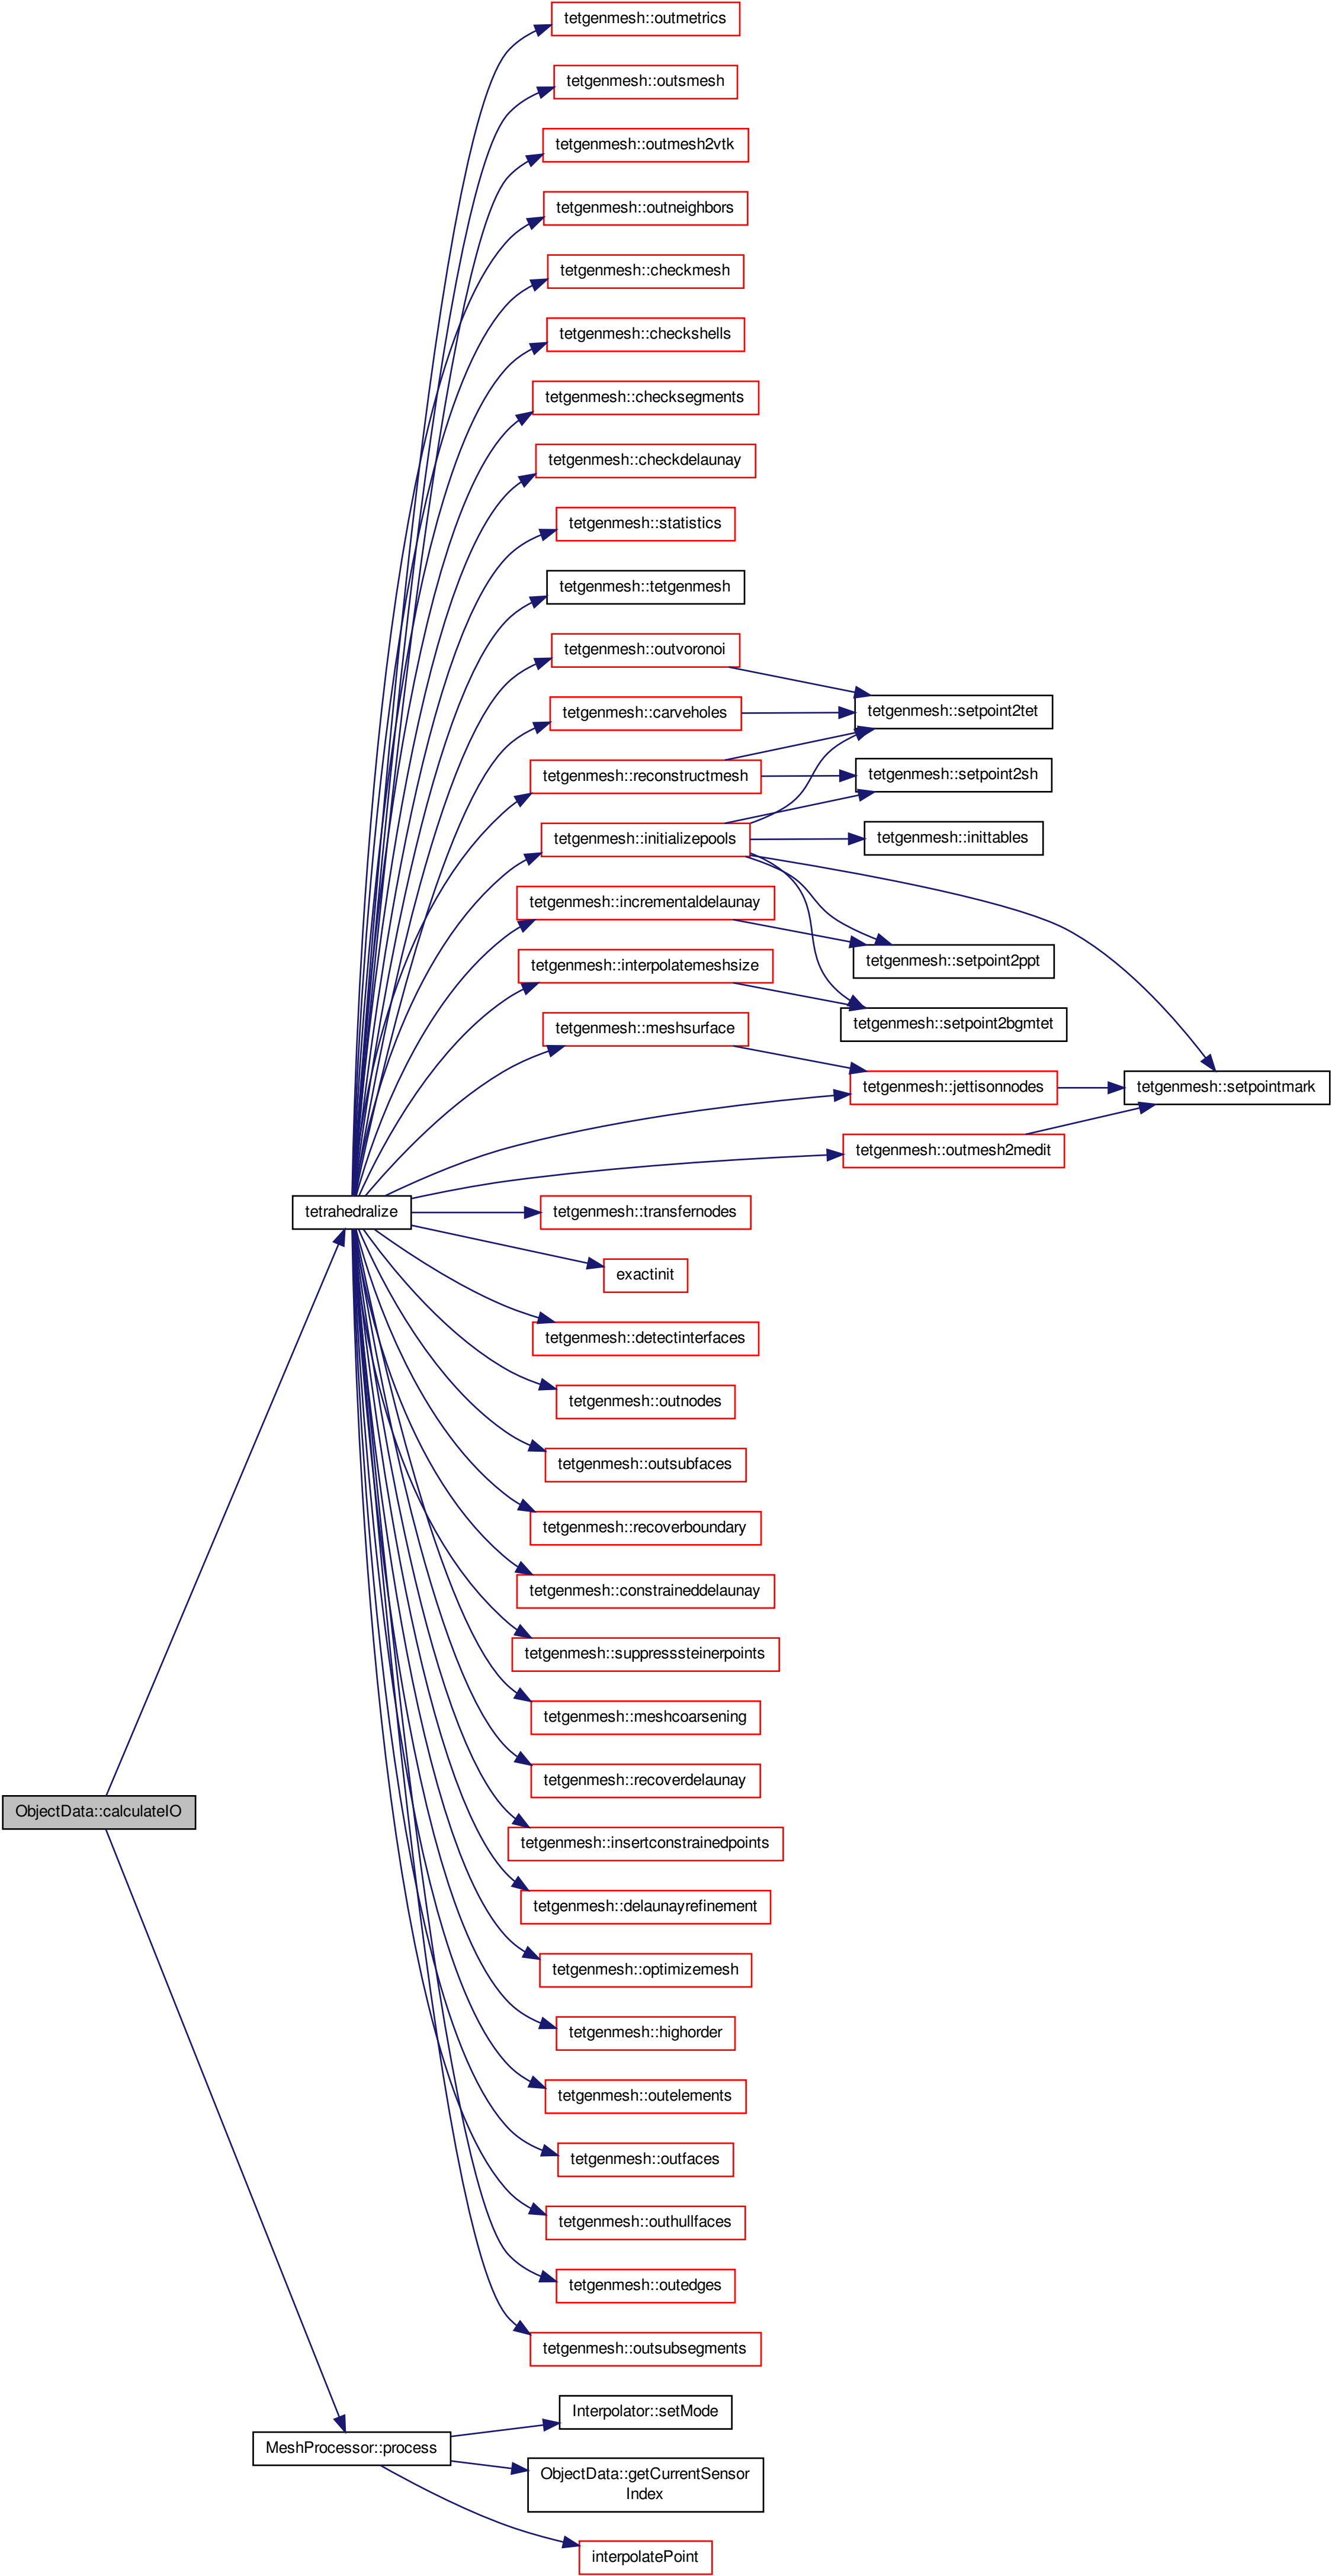 tetgenmesh::outmetrics
tetgenmesh::outsmesh
tetgenmesh::outmesh2vtk
tetgenmesh::outneighbors
tetgenmesh::checkmesh
tetgenmesh::checkshells
tetgenmesh::checksegments
tetgenmesh::checkdelaunay
tetgenmesh::statistics
tetgenmesh::tetgenmesh
tetgenmesh::outvoronoi
tetgenmesh::carveholes
tetgenmesh::setpoint2tet
tetgenmesh::reconstructmesh
tetgenmesh::setpoint2sh
tetgenmesh::initializepools
tetgenmesh::inittables
tetgenmesh::incrementaldelaunay
tetgenmesh::interpolatemeshsize
tetgenmesh::setpoint2ppt
tetgenmesh::setpoint2bgmtet
tetgenmesh::meshsurface
tetgenmesh::jettisonnodes
tetgenmesh::setpointmark
tetgenmesh::outmesh2medit
tetrahedralize
tetgenmesh::transfernodes
exactinit
tetgenmesh::detectinterfaces
tetgenmesh::outnodes
tetgenmesh::outsubfaces
tetgenmesh::recoverboundary
tetgenmesh::constraineddelaunay
tetgenmesh::suppresssteinerpoints
tetgenmesh::meshcoarsening
tetgenmesh::recoverdelaunay
ObjectData::calculateIO
tetgenmesh::insertconstrainedpoints
tetgenmesh::delaunayrefinement
tetgenmesh::optimizemesh
tetgenmesh::highorder
tetgenmesh::outelements
tetgenmesh::outfaces
tetgenmesh::outhullfaces
tetgenmesh::outedges
tetgenmesh::outsubsegments
Interpolator::setMode
MeshProcessor::process
ObjectData::getCurrentSensor
Index
interpolatePoint